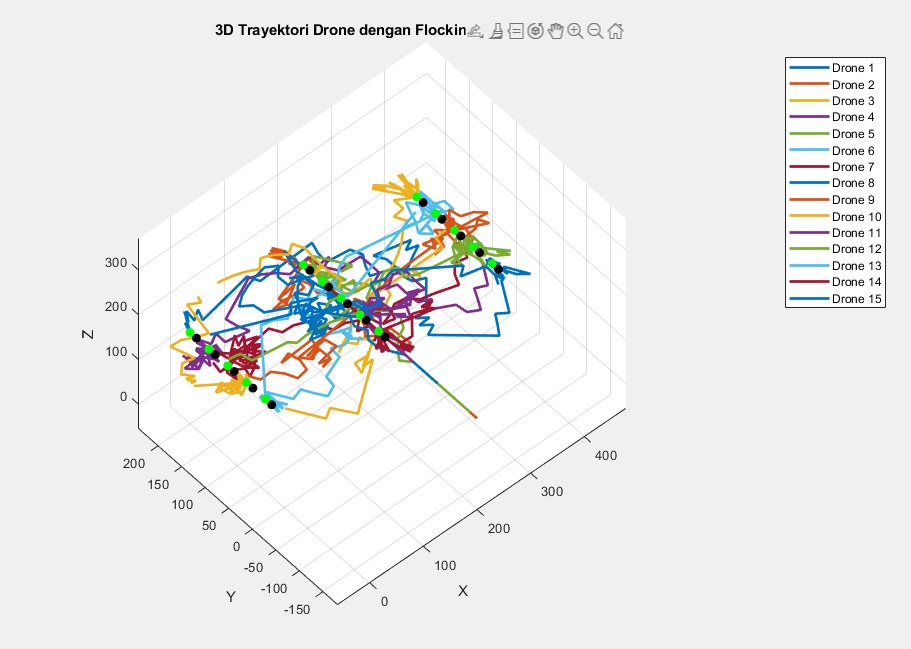 3D Trayektori Drone dengan Flockin
Drone 1
Drone 2
Drone 3
Drone 4
Drone 5
Drone 6
Drone 7
Drone 8
Drone 9
Drone 10
Drone 11
Drone 12
Drone 13
Drone 14
Drone 15
300
200
100
0
Z
200
150
100
50
0
-50
-100
-150
Y
400
300
200
100
0
X